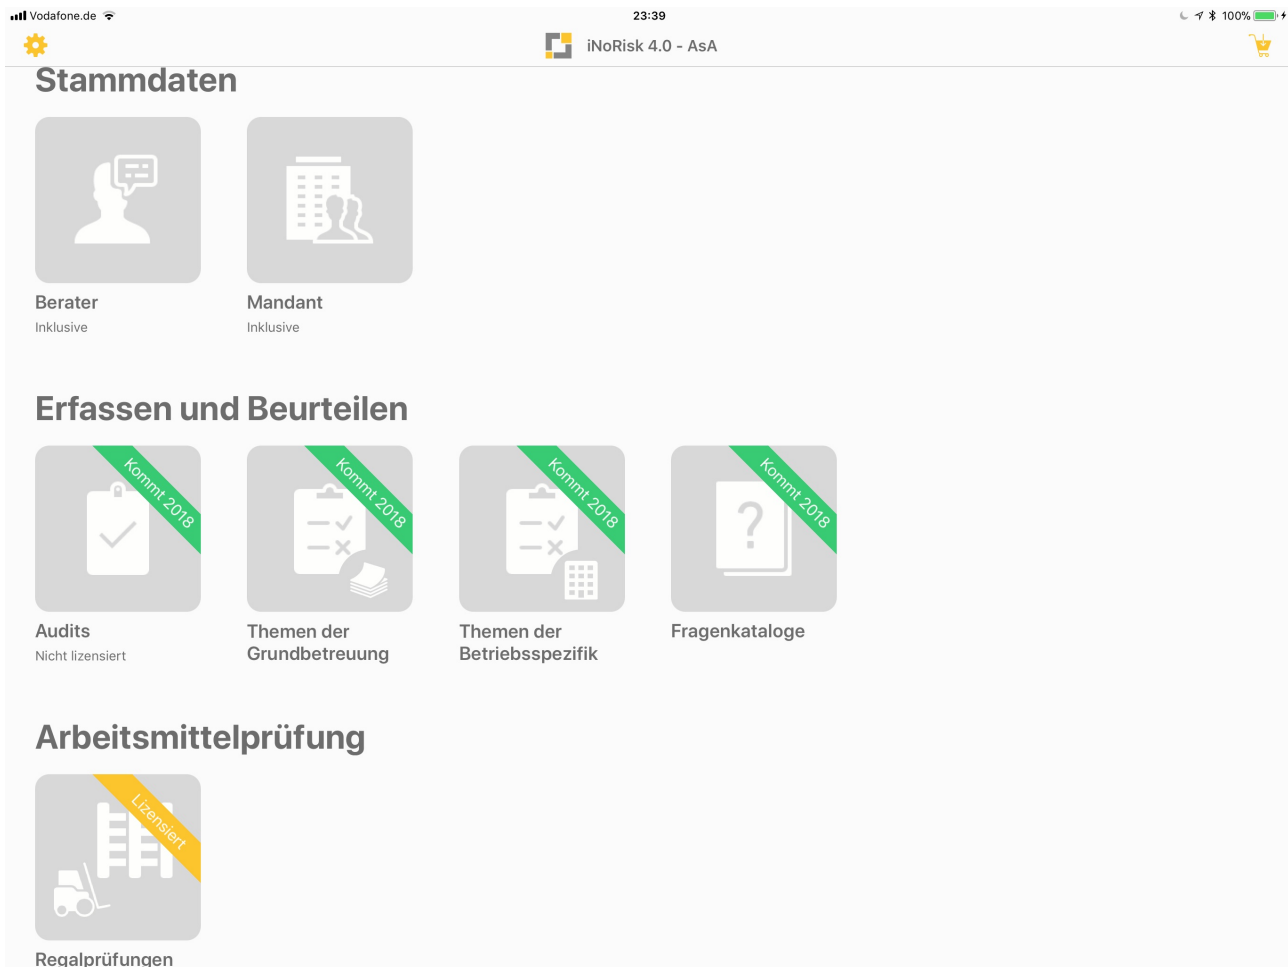 Vodafone.de
23:39
100%
iNoRisk 4.0 - AsA
Stammdaten
Berater
Inklusive
Mandant
Inklusive
Erfassen und Beurteilen
Kommt 2018
Audits
Nicht lizensiert
Kommt 2018
Themen der
Grundbetreuung
Kommt 2018
Themen der
Betriebsspezifik
Kommt 2018
?
Fragenkataloge
Arbeitsmittelprüfung
Lizensiert
Regalprüfungen